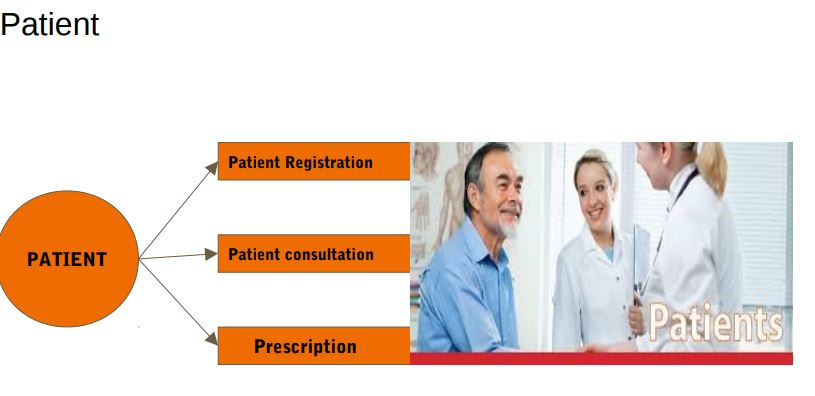 Patient
Patient Registration
PATIENT
Patient consultation
Prescription
Patients